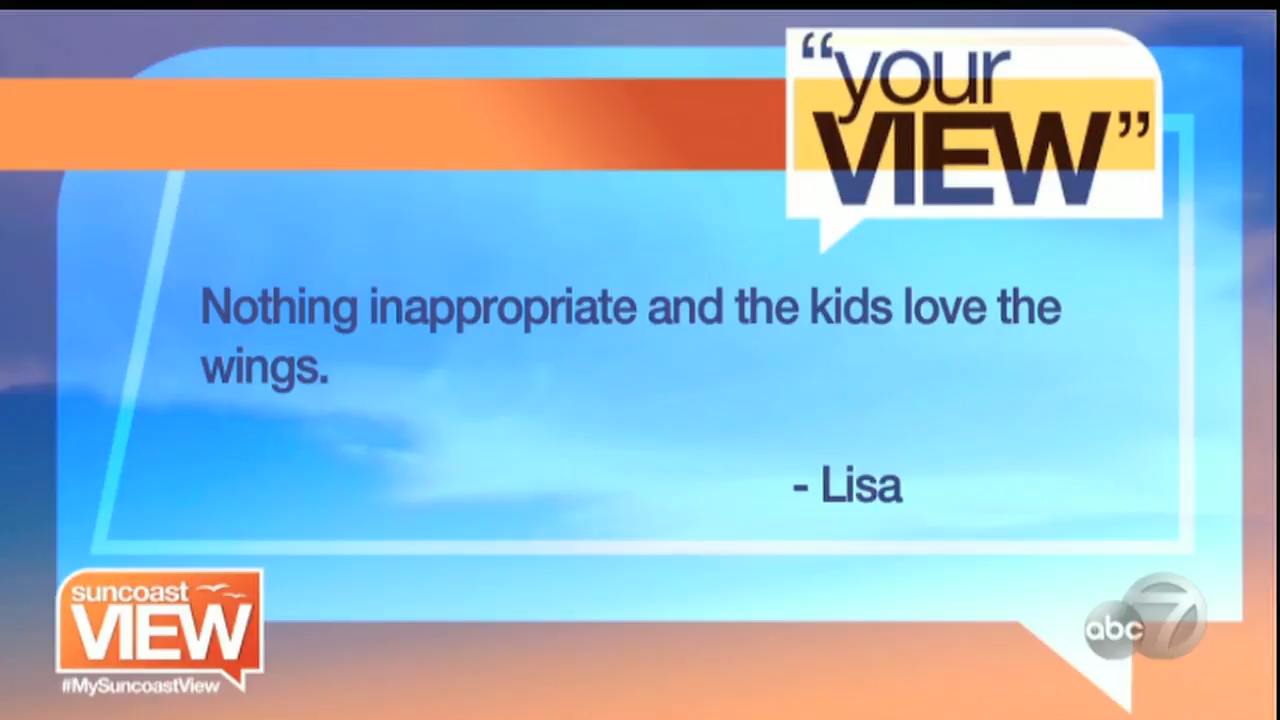 “your
VIEW”
Nothing inappropriate and the kids love the
wings.
- Lisa
suncoast
VIEW
#MySuncoastView
abc 7